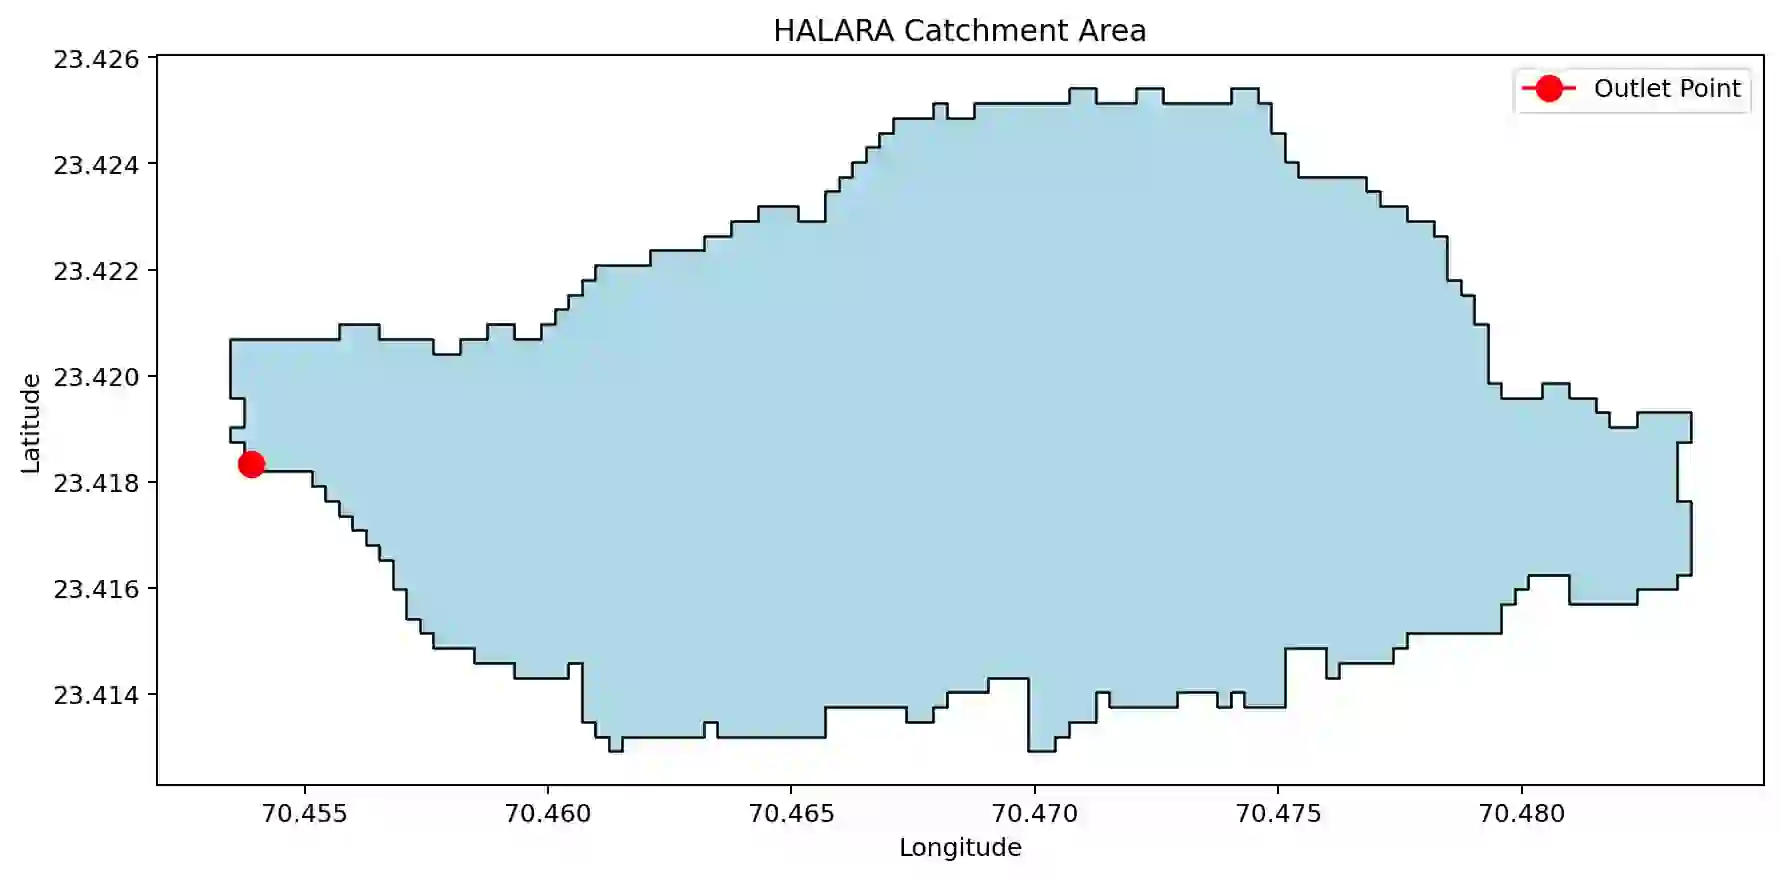 HALARA Catchment Area
Outlet Point
Latitude
23.426
23.424
23.422
23.420
23.418
23.416
23.414
70.455 70.460 70.465 70.470 70.475 70.480
Longitude